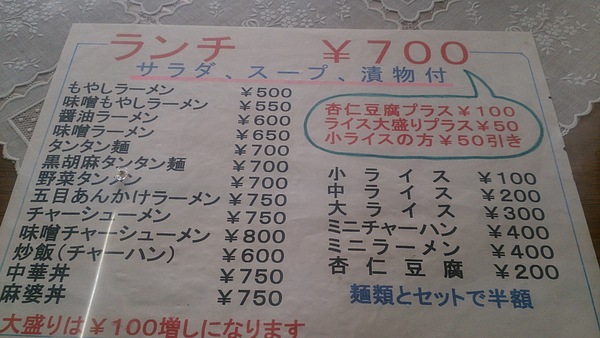 ランチ ￥700
サラダ、スープ、漬物付
もやしラーメン ￥500
味噌もやしラーメン ￥550
醤油ラーメン ￥600
味噌ラーメン ￥650
タンタン麺 ￥700
黒胡麻タンタン麺 ￥700
野菜タンメン ￥700
五目あんかけラーメン ￥750
チャーシューメン ￥750
味噌チャーシューメン ￥800
炒飯(チャーハン) ￥600
中華丼 ￥750
麻婆丼 ￥750
大盛りは￥100増しになります
杏仁豆腐プラス￥100
ライス大盛りプラス￥50
小ライスの方￥50引き
小ライス ￥100
中ライス ￥200
大ライス ￥300
ミニチャーハン ￥400
ミニラーメン ￥400
杏仁豆腐 ￥200
麺類とセットで半額